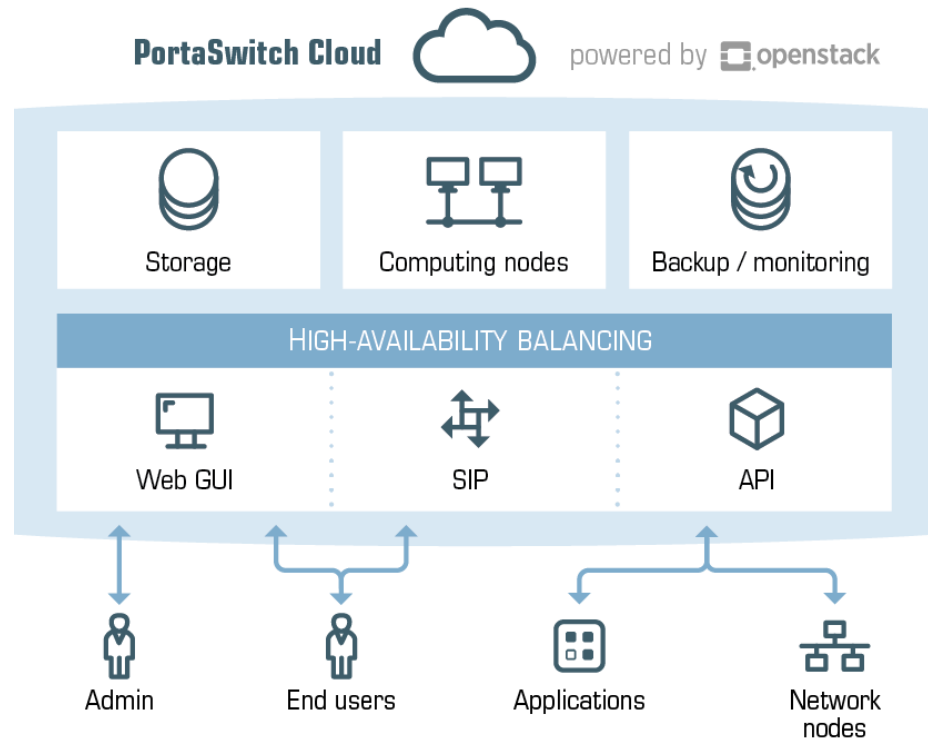 PortaSwitch Cloud powered by openstack
Storage Computing nodes Backup / monitoring
HIGH-AVAILABILITY BALANCING
Web GUI SIP API
Admin End users Applications Network
nodes